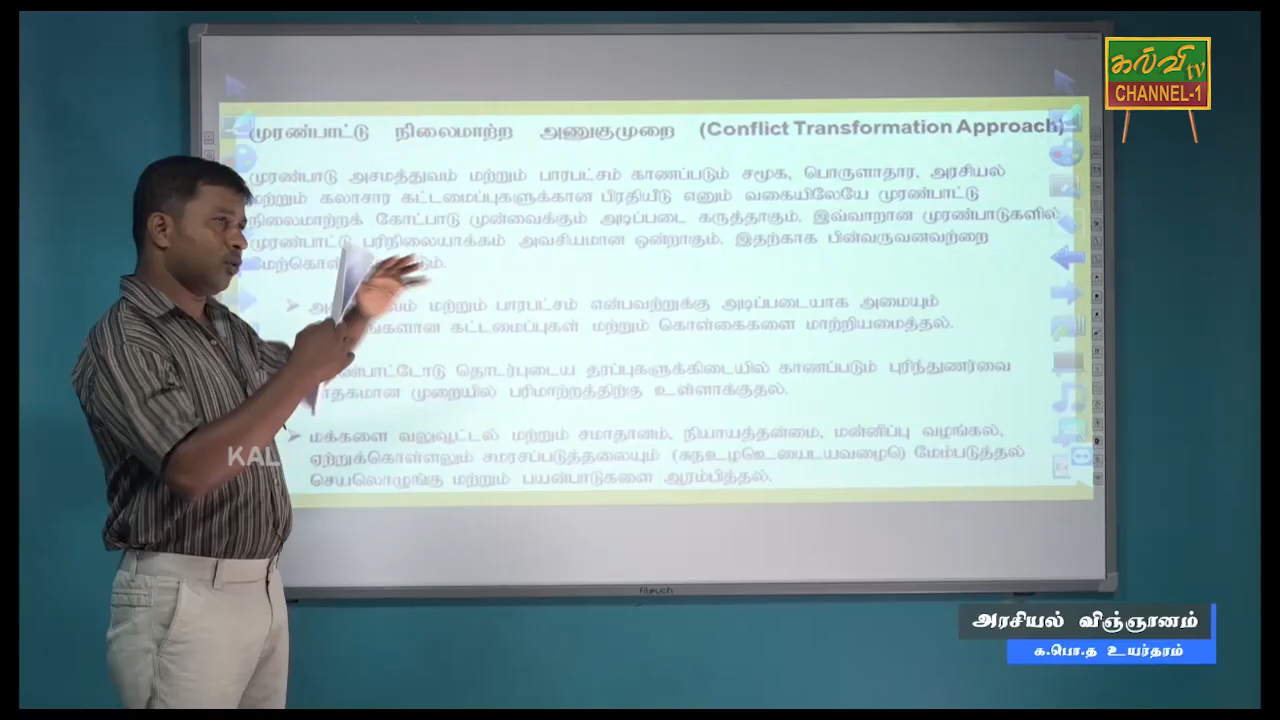 கல்வி tv
CHANNEL-1
முரண்பாட்டு நிலைமாற்ற அணுகுமுறை (Conflict Transformation Approach)
முரண்பாடு அசமத்துவம் மற்றும் பாரபட்சம் காணப்படும் சமூக, பொருளாதார, அரசியல்
மற்றும் கலாசார கட்டமைப்புகளுக்கான பிரதியீடு எனும் வகையிலேயே முரண்பாட்டு
நிலைமாற்றக் கோட்பாடு முன்வைக்கும் அடிப்படை கருத்தாகும். இவ்வாறான முரண்பாடுகளில்
முரண்பாட்டு பரிநிலையாக்கம் அவசியமான ஒன்றாகும். இதற்காக பின்வருவனவற்றை
மற்றும் பாரபட்சம் என்பவற்றுக்கு அடிப்படையாக அமையும்
கட்டமைப்புகள் மற்றும் கொள்கைகளை மாற்றியமைத்தல்.
தொடர்புடைய தரப்புகளுக்கிடையில் காணப்படும் புரிந்துணர்வை
முறையில் பரிமாற்றத்திற்கு உள்ளாக்குதல்.
➢ மக்களை வலுவூட்டல் மற்றும் சமாதானம், நியாயத்தன்மை, மன்னிப்பு வழங்கல்,
ஏற்றுக்கொள்ளலும் சமரசப்படுத்தலையும் (சுநஉழஉெயைடயவழைெ) மேம்படுத்தல்
செயலொழுங்கு மற்றும் பயன்பாடுகளை ஆரம்பித்தல்.
KAL
அரசியல் விஞ்ஞானம்
க.பொ.த உயர்தரம்